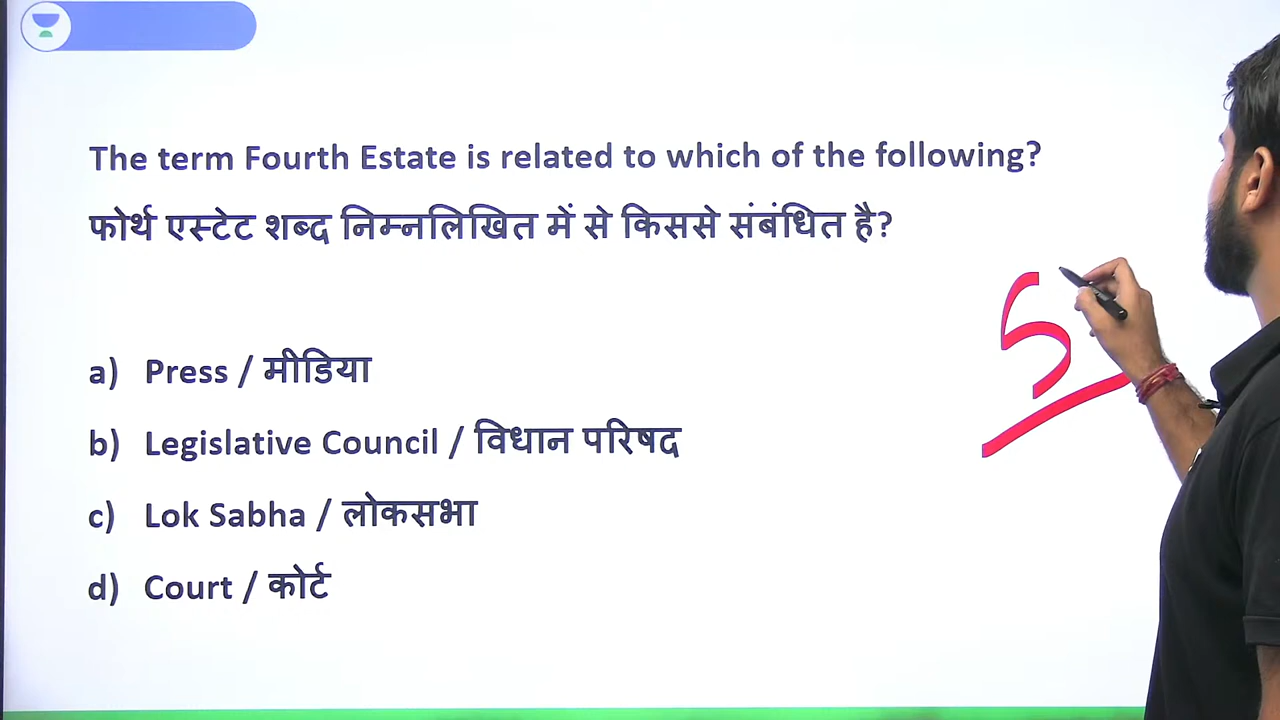 The term Fourth Estate is related to which of the following?
फोर्थ एस्टेट शब्द निम्नलिखित में से किससे संबंधित है?
5
a) Press / मीडिया
b) Legislative Council / विधान परिषद
c) Lok Sabha / लोकसभा
d) Court / कोर्ट